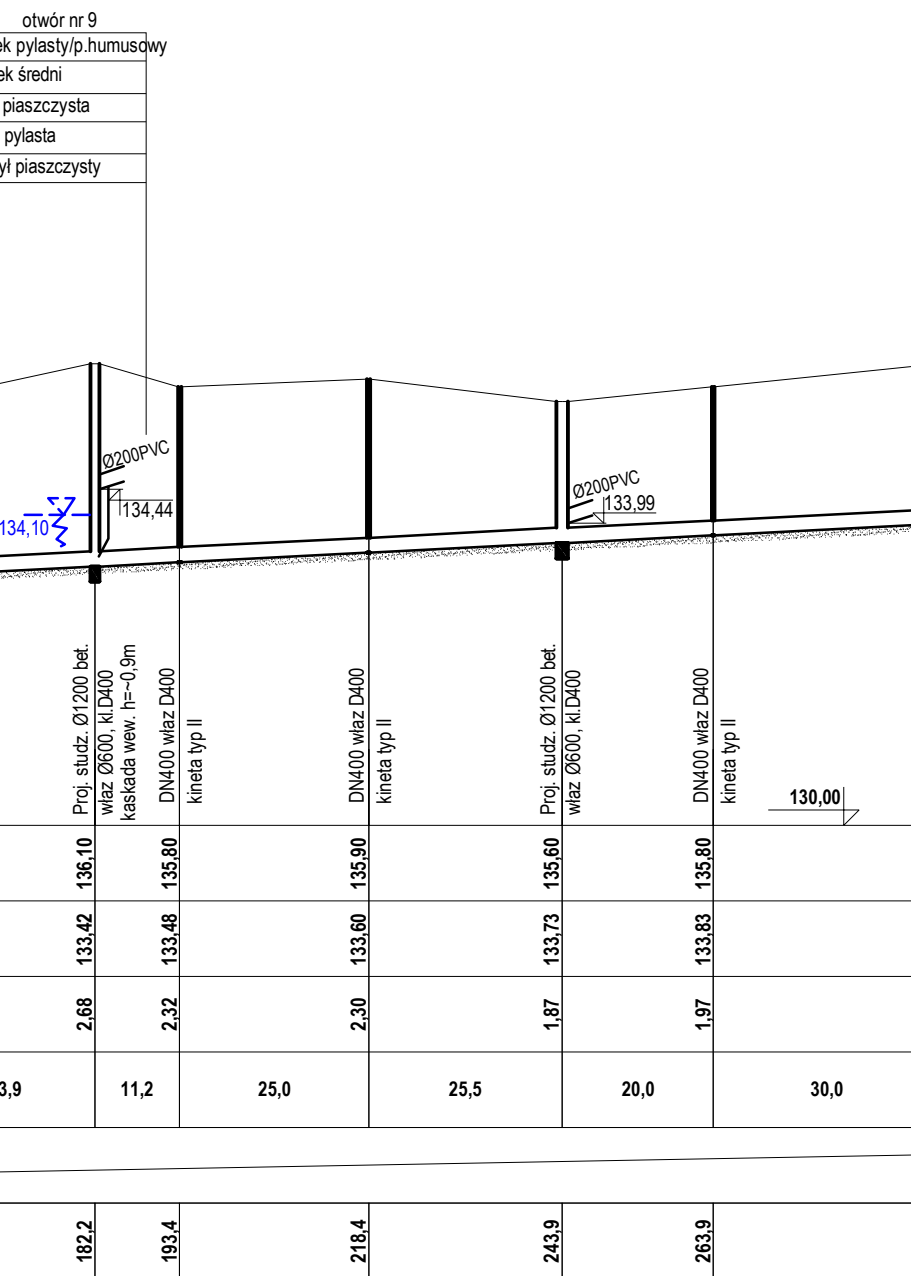 otwór nr 9
ek pylasty/p.humusowy
ek średni
piaszczysta
pylasta
ył piaszczysty
Ø200PVC
134,44
134,10
Ø200PVC
133,99
Proj. studz. Ø1200 bet.
właz Ø600, kl.D400
kaskada wew. h=~0,9m
DN400 właz D400
kineta typ II
DN400 właz D400
kineta typ II
Proj. studz. Ø1200 bet.
właz Ø600, kl.D400
DN400 właz D400
kineta typ II
130,00
136,10 135,80 135,90 135,60 135,80
133,42 133,48 133,60 133,73 133,83
2,68 2,32 2,30 1,87 1,97
3,9 11,2 25,0 25,5 20,0 30,0
182,2 193,4 218,4 243,9 263,9